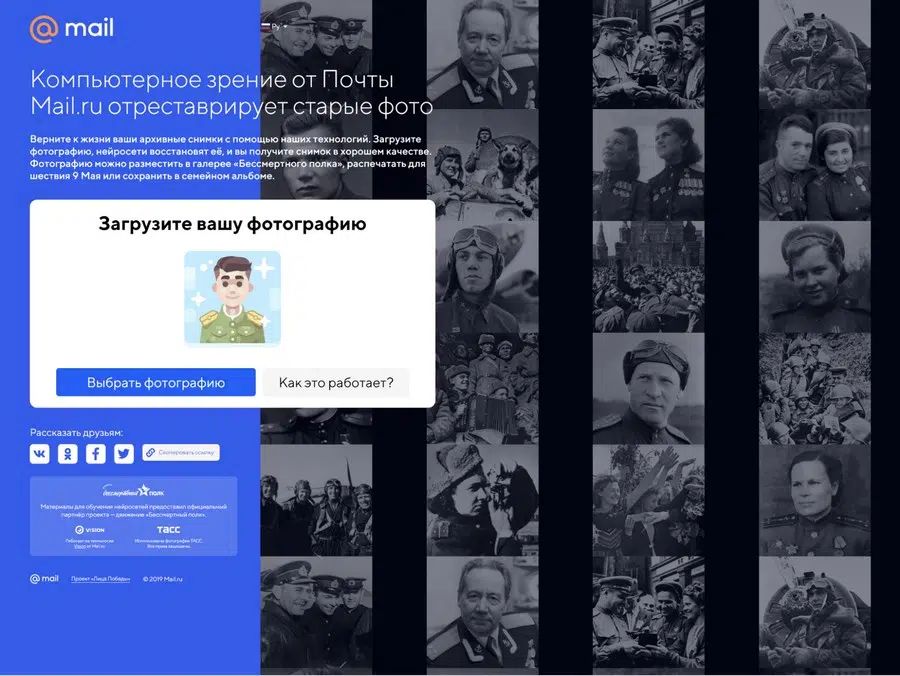 @mail
Ру
Компьютерное зрение от Почты
Mail.ru отреставрирует старые фото
Верните к жизни ваши архивные снимки с помощью наших технологий. Загрузите
фотографию, нейросети восстановят её, и вы получите снимок в хорошем качестве.
Фотографию можно разместить в галерее «Бессмертного полка», распечатать для
шествия 9 Мая или сохранить в семейном альбоме.
Загрузите вашу фотографию
Выбрать фотографию
Как это работает?
Рассказать друзьям:
Скопировать ссылку
бессмертный полк
Материалы для обучения нейросетей предоставил официальный
партнёр проекта – движение «Бессмертный полк».
VISION
ТАСС
Работает на технологии
Vision от Mail.ru
Использованы фотографии ТАСС.
Все права защищены.
@mail
Проект «Лица Победы»
© 2019 Mail.ru